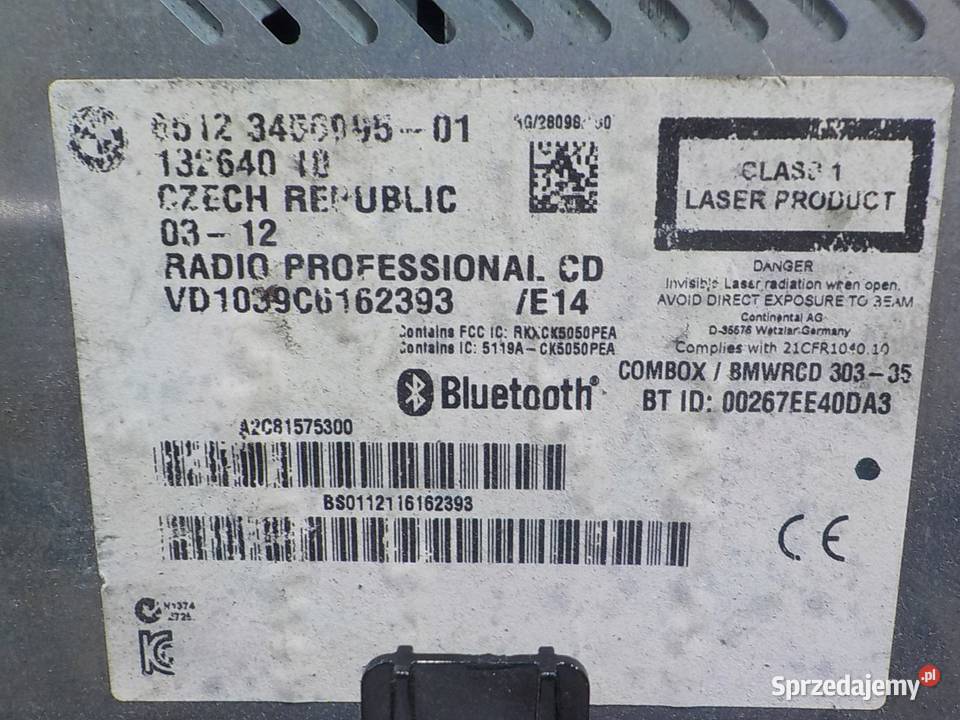 6512 3456095-01
132640 10
CZECH REPUBLIC
03-12
RADIO PROFESSIONAL CD
VD1039C6162393 /E14
Contains FCC IC: RKXCK5050PEA
Contains IC: 5119A-CK5050PEA
Bluetooth®
A2C81575300
BS0112116162393
CLASS 1
LASER PRODUCT
DANGER
Invisible Laser radiation when open.
AVOID DIRECT EXPOSURE TO BEAM
Continental AG
D-35576 Wetzlar-Germany
Complies with 21CFR1040.10
COMBOX / BMWRCD 303-35
BT ID: 00267EE40DA3
CE
N1374
Sprzedajemy.pl